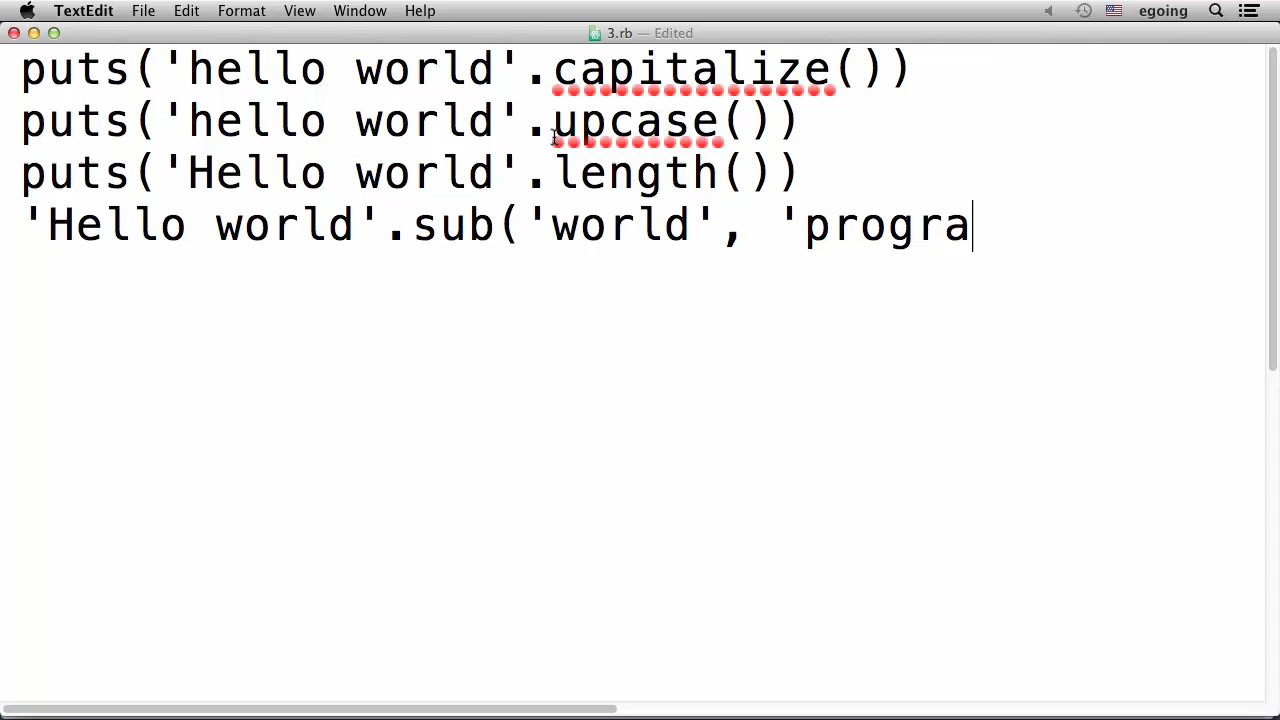 TextEdit File Edit Format View Window Help egoing
3.rb — Edited
puts('hello world'.capitalize())
puts('hello world'.upcase())
puts('Hello world'.length())
'Hello world'.sub('world', 'progra